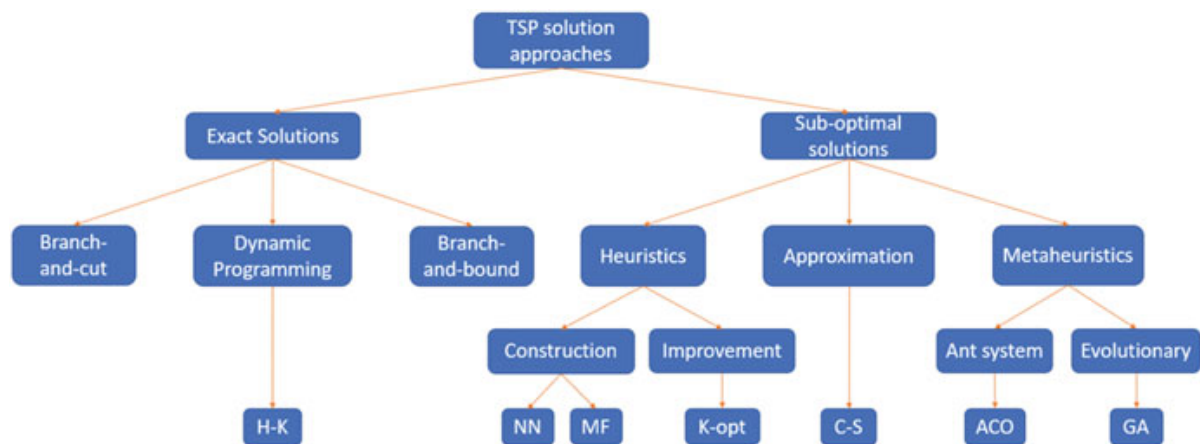 TSP solution
approaches
Exact Solutions
Sub-optimal
solutions
Branch-
and-cut
Dynamic
Programming
Branch-
and-bound
Heuristics
Approximation
Metaheuristics
Construction
Improvement
Ant system
Evolutionary
H-K
NN
MF
K-opt
C-S
ACO
GA